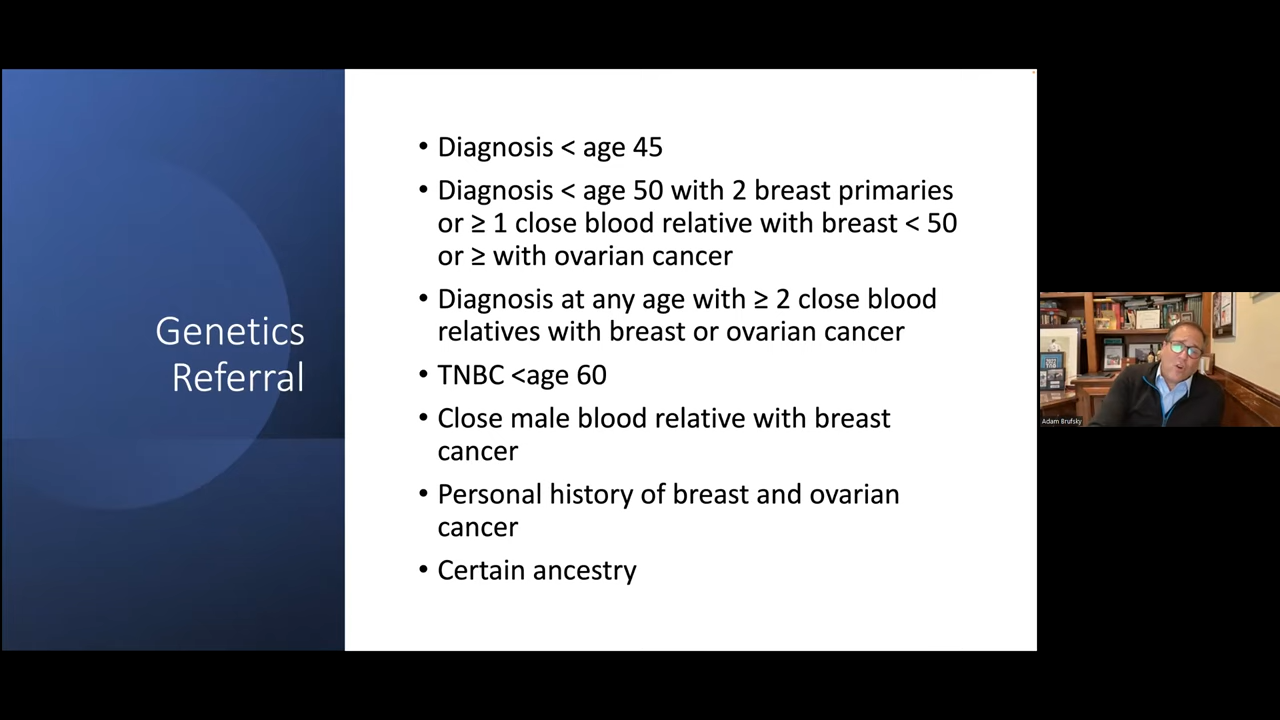 Genetics
Referral
• Diagnosis < age 45
• Diagnosis < age 50 with 2 breast primaries
or ≥ 1 close blood relative with breast < 50
or ≥ with ovarian cancer
• Diagnosis at any age with ≥ 2 close blood
relatives with breast or ovarian cancer
• TNBC <age 60
• Close male blood relative with breast
cancer
• Personal history of breast and ovarian
cancer
• Certain ancestry
Adam Brufsky